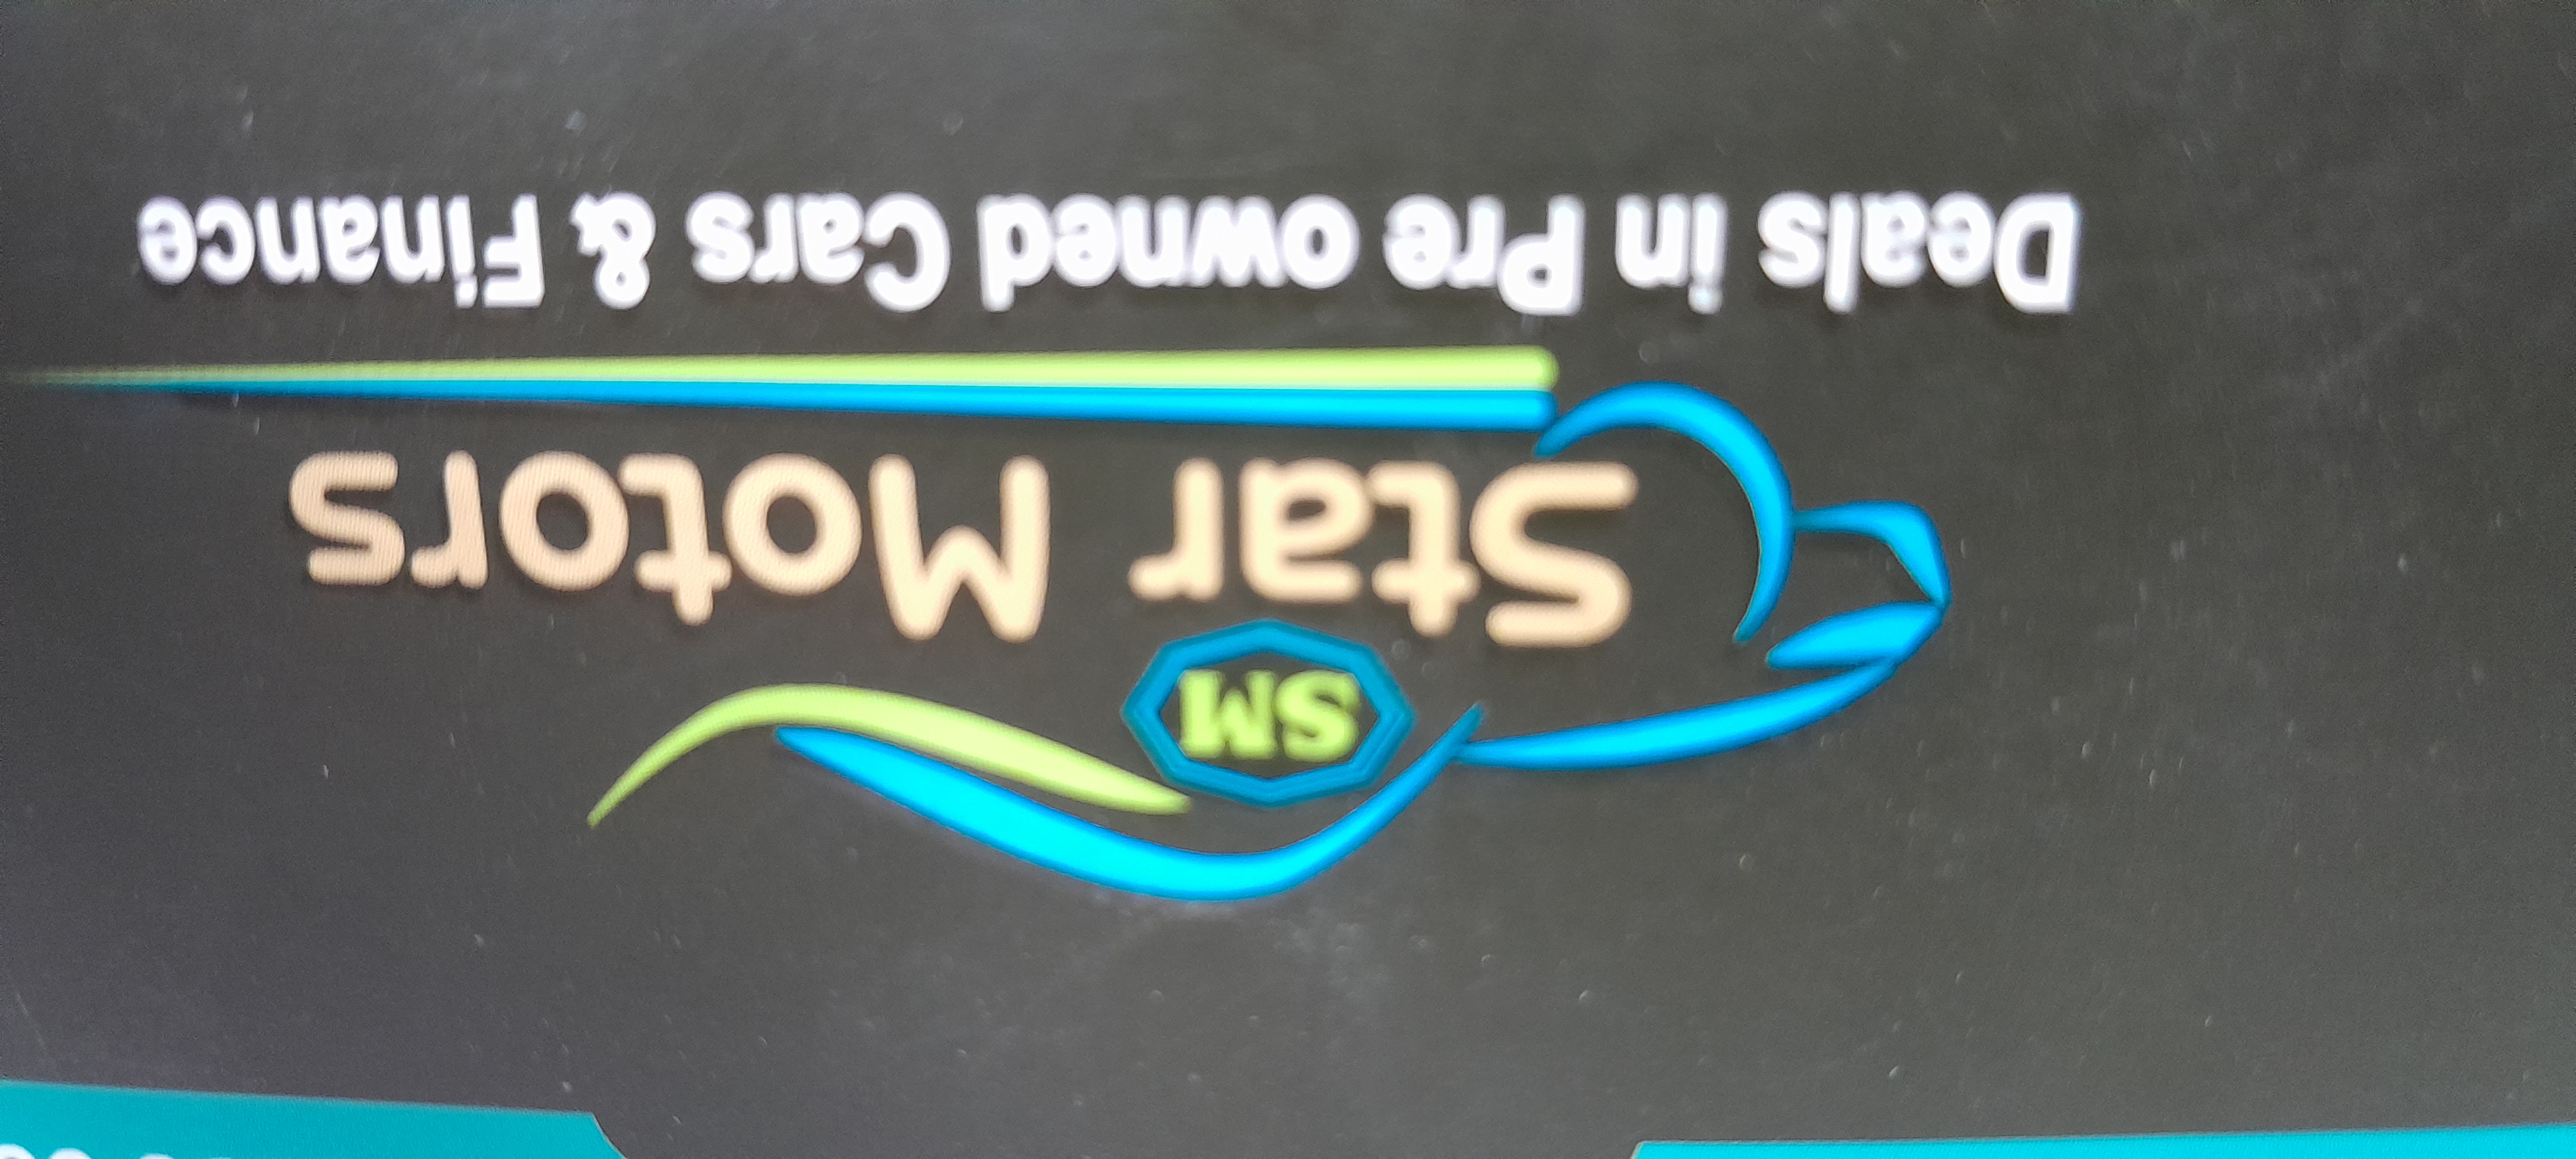 SM
Star Motors
Deals in Pre owned Cars & Finance